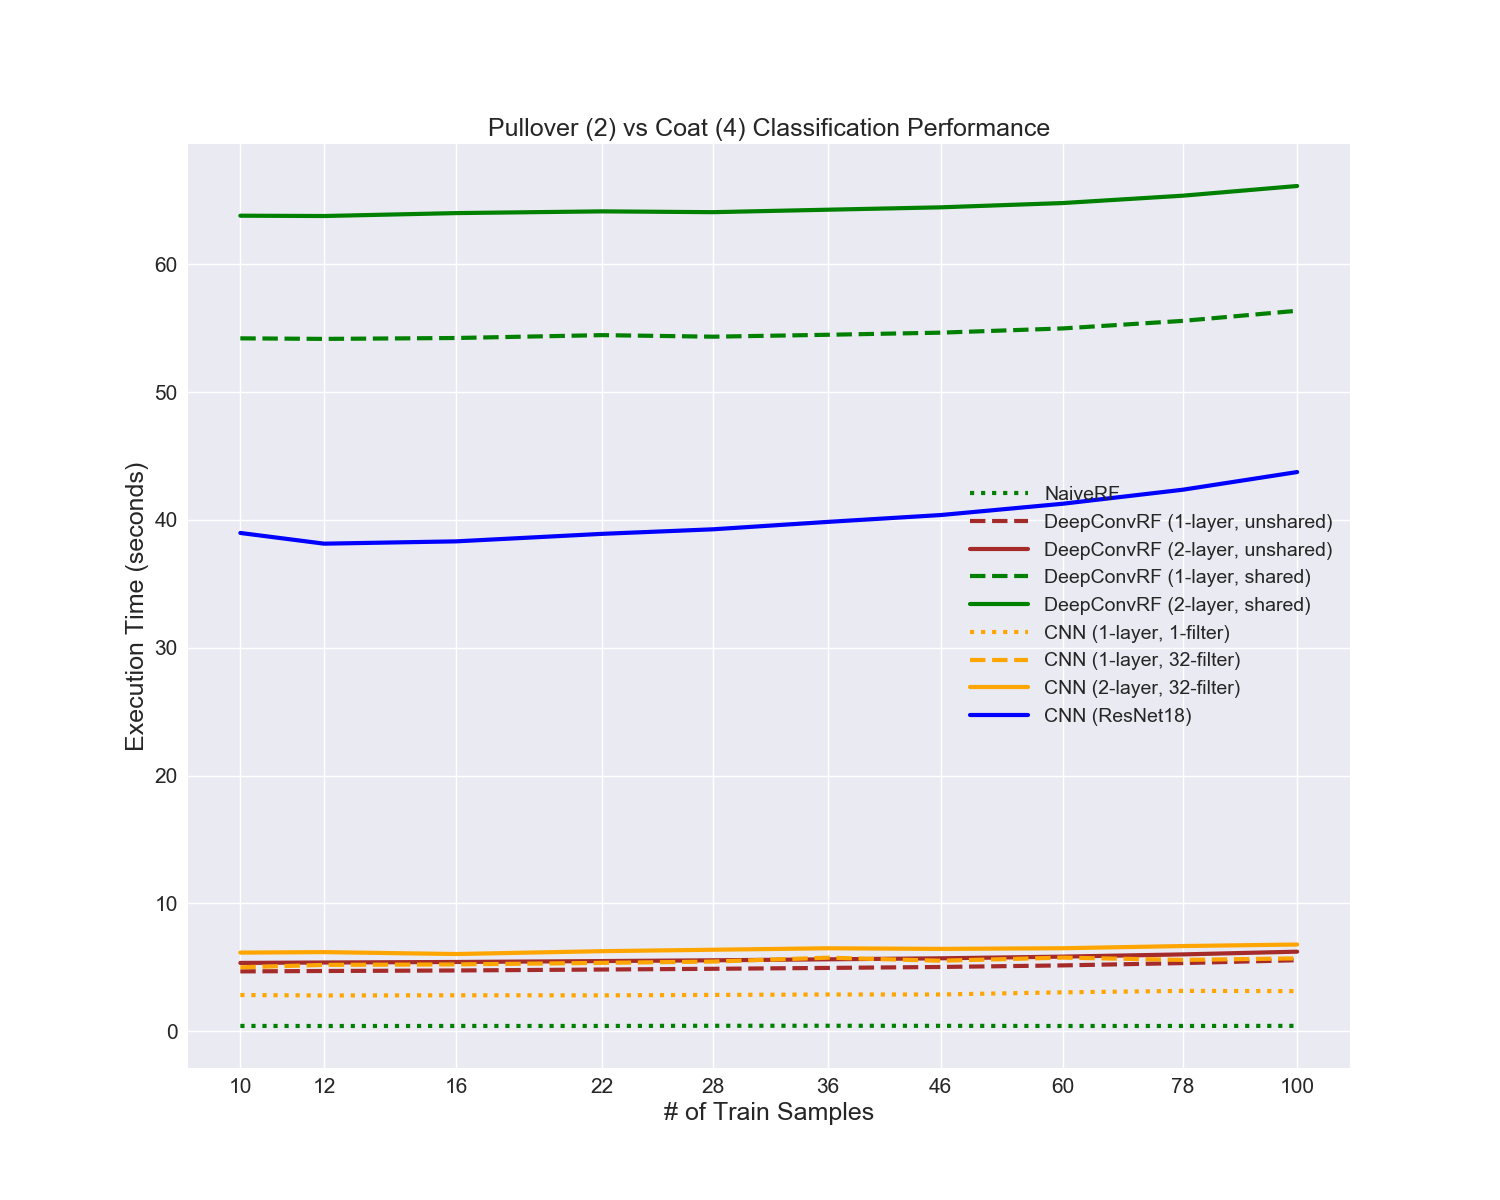 Pullover (2) vs Coat (4) Classification Performance
Execution Time (seconds)
60
50
40
30
20
10
0
NaiveRF
DeepConvRF (1-layer, unshared)
DeepConvRF (2-layer, unshared)
DeepConvRF (1-layer, shared)
DeepConvRF (2-layer, shared)
CNN (1-layer, 1-filter)
CNN (1-layer, 32-filter)
CNN (2-layer, 32-filter)
CNN (ResNet18)
10 12 16 22 28 36 46 60 78 100
# of Train Samples